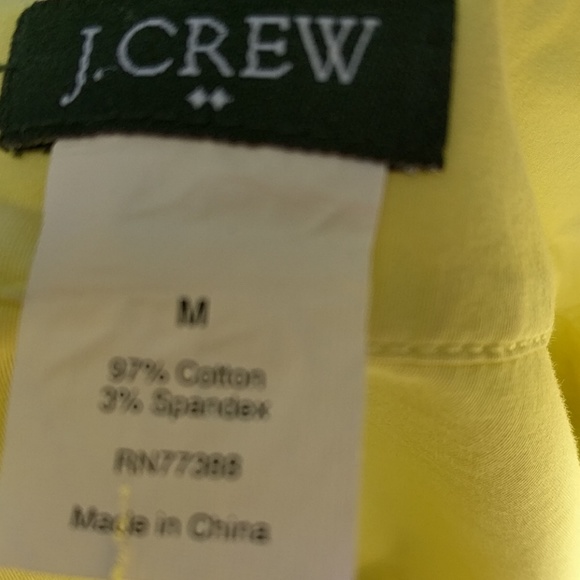 J.CREW
M
97% Cotton
3% Spandex
RN77388
Made in China